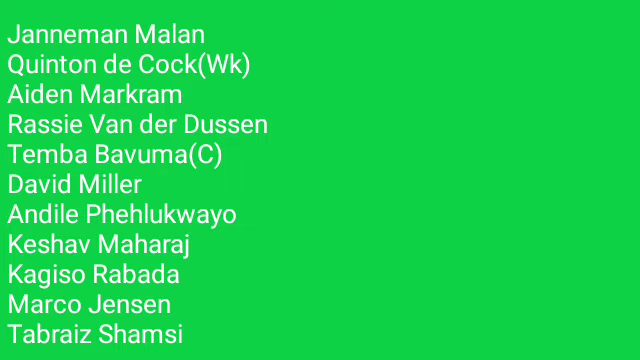 Janneman Malan
Quinton de Cock(Wk)
Aiden Markram
Rassie Van der Dussen
Temba Bavuma(C)
David Miller
Andile Phehlukwayo
Keshav Maharaj
Kagiso Rabada
Marco Jensen
Tabraiz Shamsi